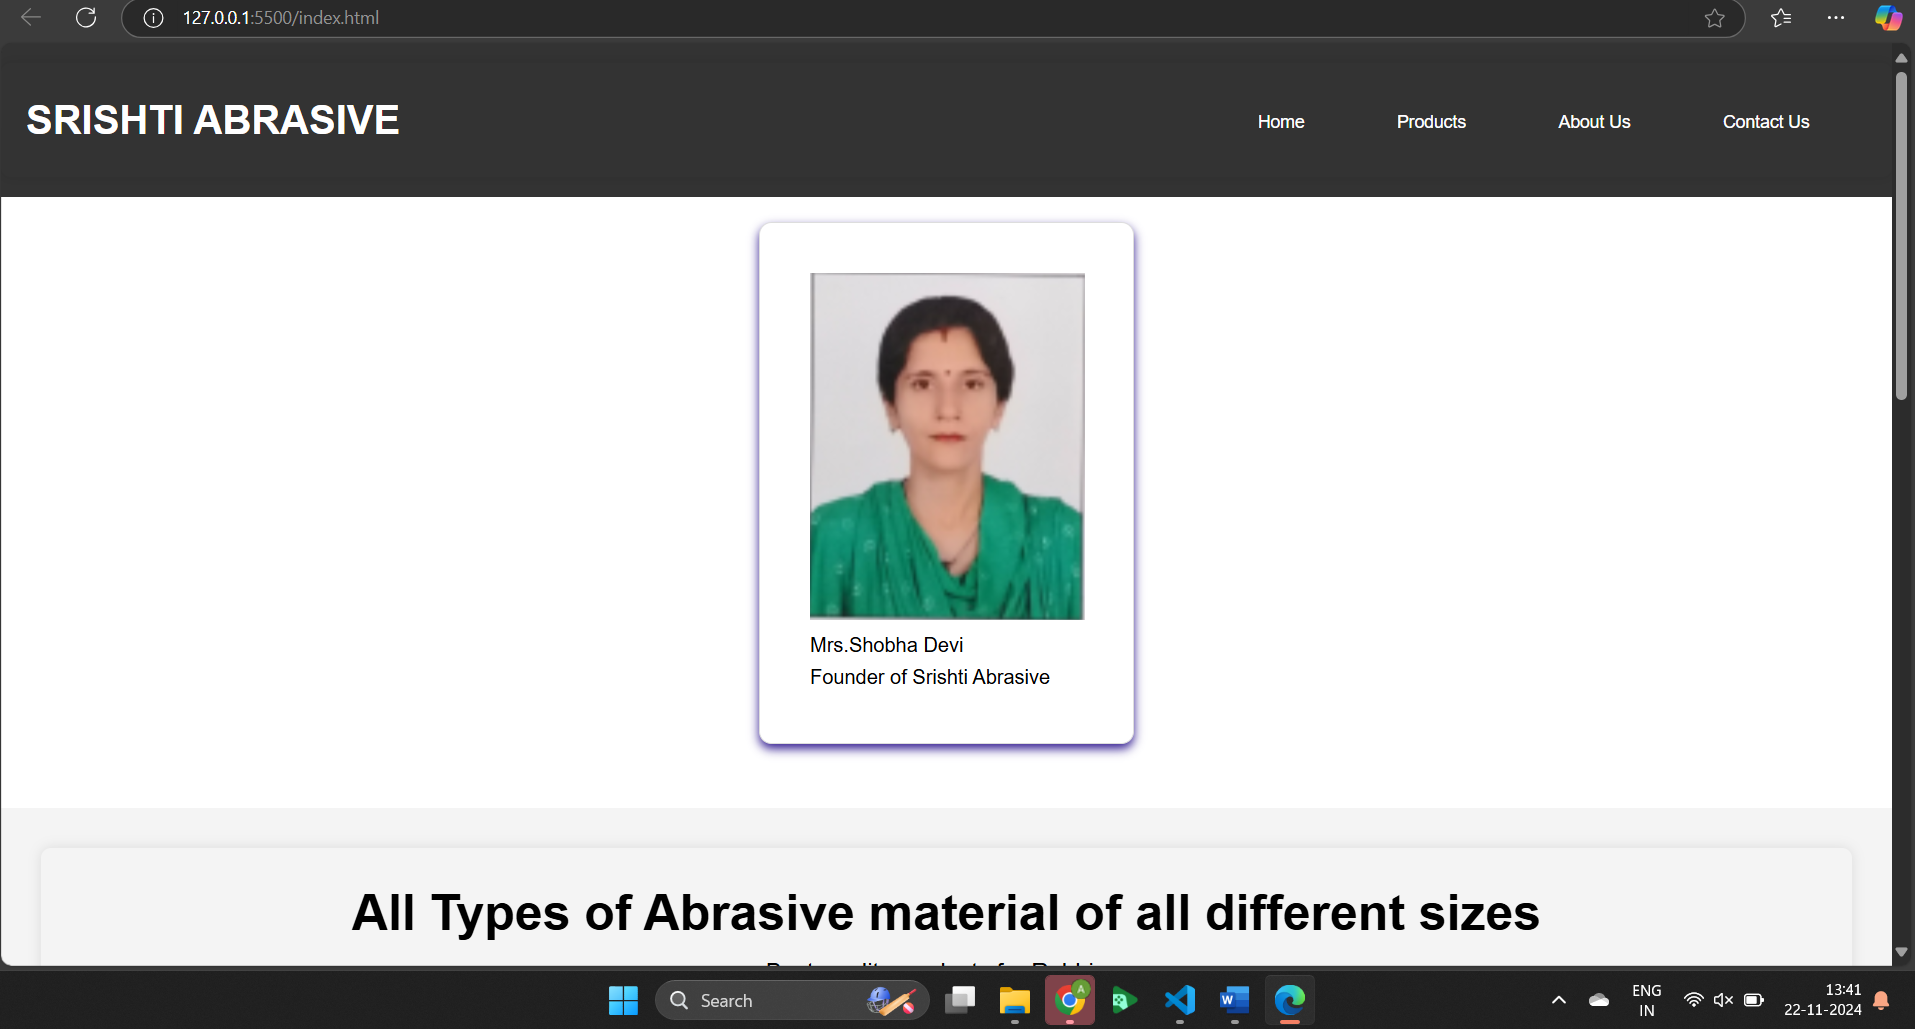 127.0.0.1:5500/index.html
SRISHTI ABRASIVE
Home Products About Us Contact Us
Mrs.Shobha Devi
Founder of Srishti Abrasive
All Types of Abrasive material of all different sizes
Search
A
W
ENG
IN
13:41
22-11-2024